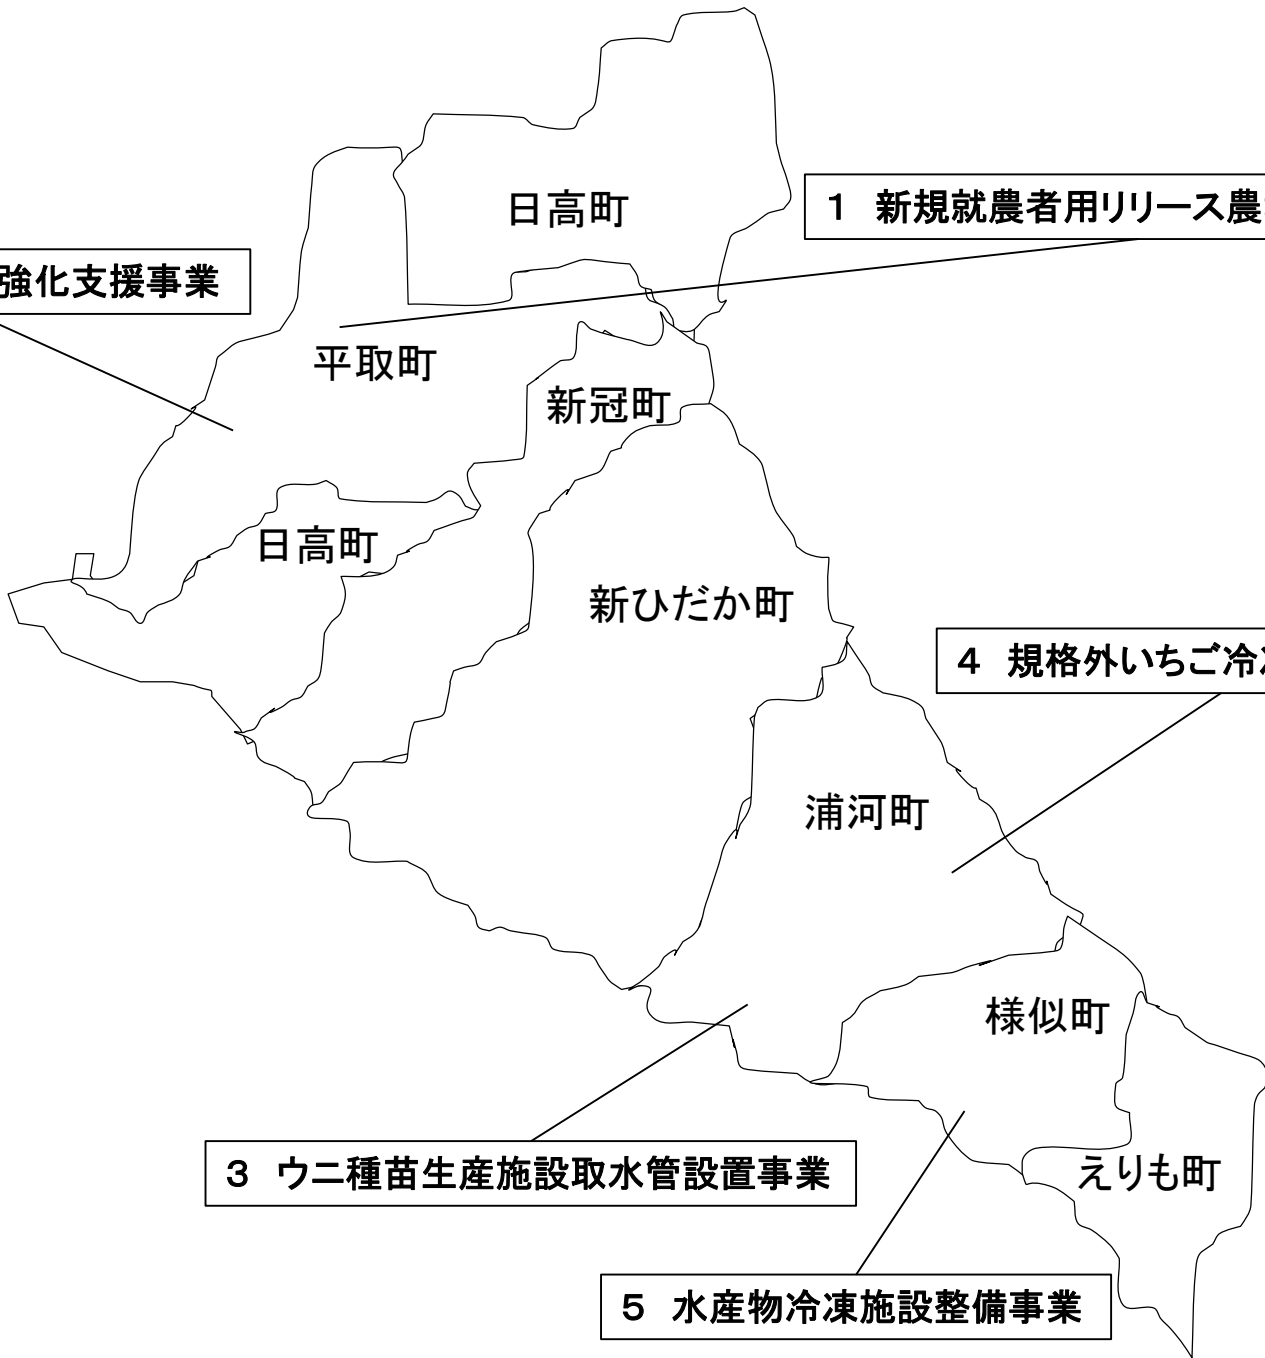 日高町
1 新規就農者用リリース農
強化支援事業
平取町
新冠町
日高町
新ひだか町
4 規格外いちご冷
浦河町
様似町
3 ウニ種苗生産施設取水管設置事業
えりも町
5 水産物冷凍施設整備事業